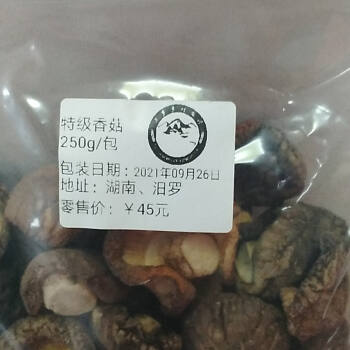 特级香菇
250g/包
包装日期：2021年09月26日
地址：湖南、汨罗
零售价：￥45元